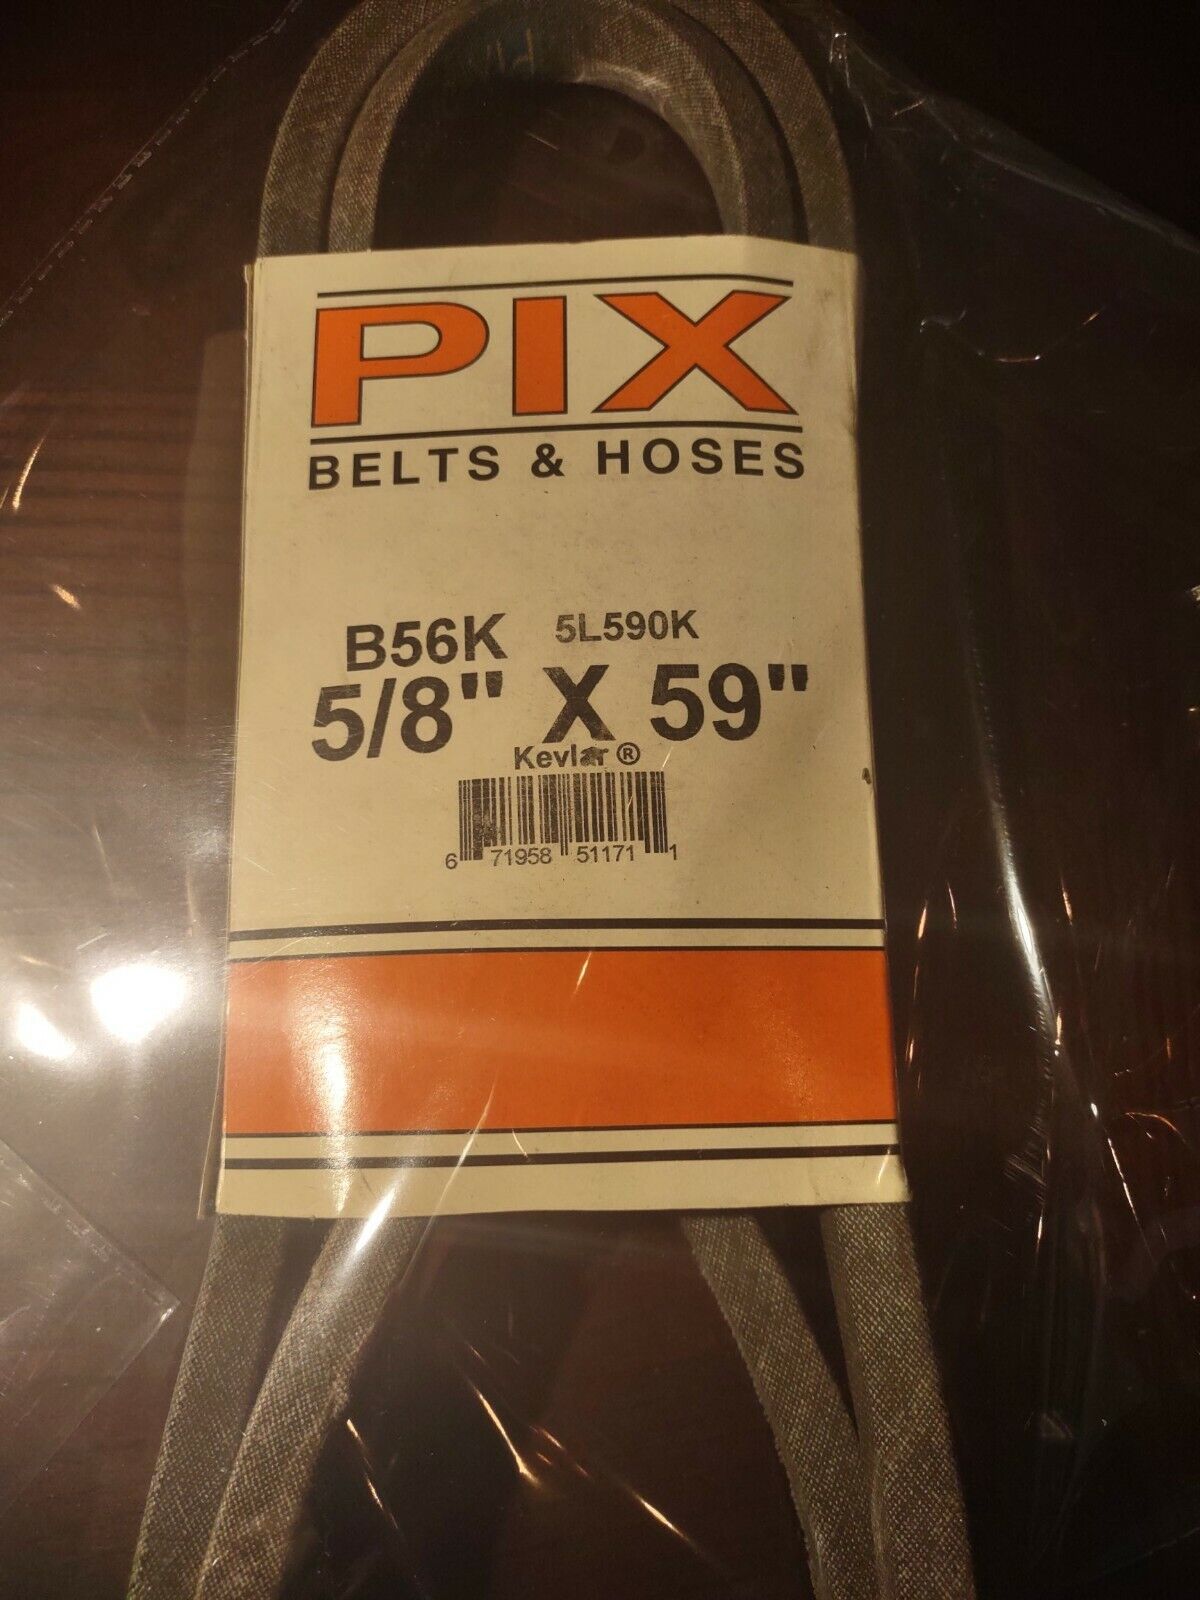 PIX
BELTS & HOSES
B56K 5L590K
5/8" X 59"
Kevlar ®
6 71958 51171 1